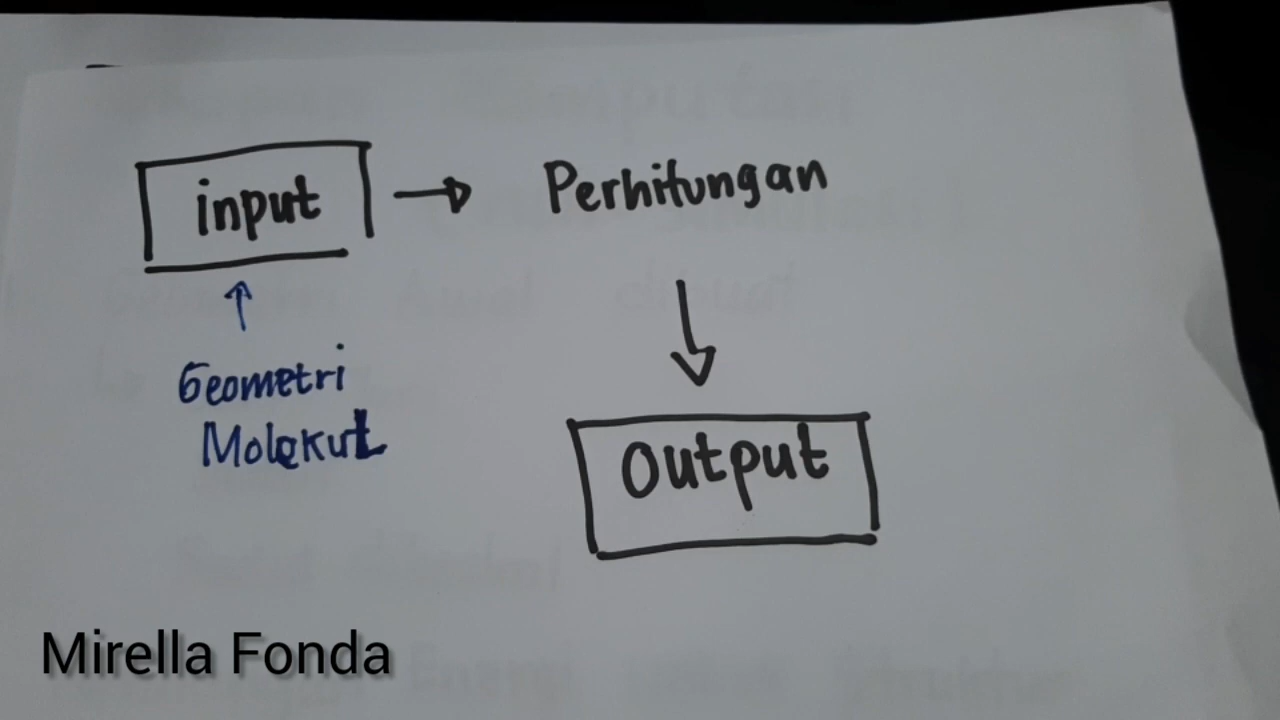 input → Perhitungan
↑
Geometri
Molekul
↓
Output
Mirella Fonda